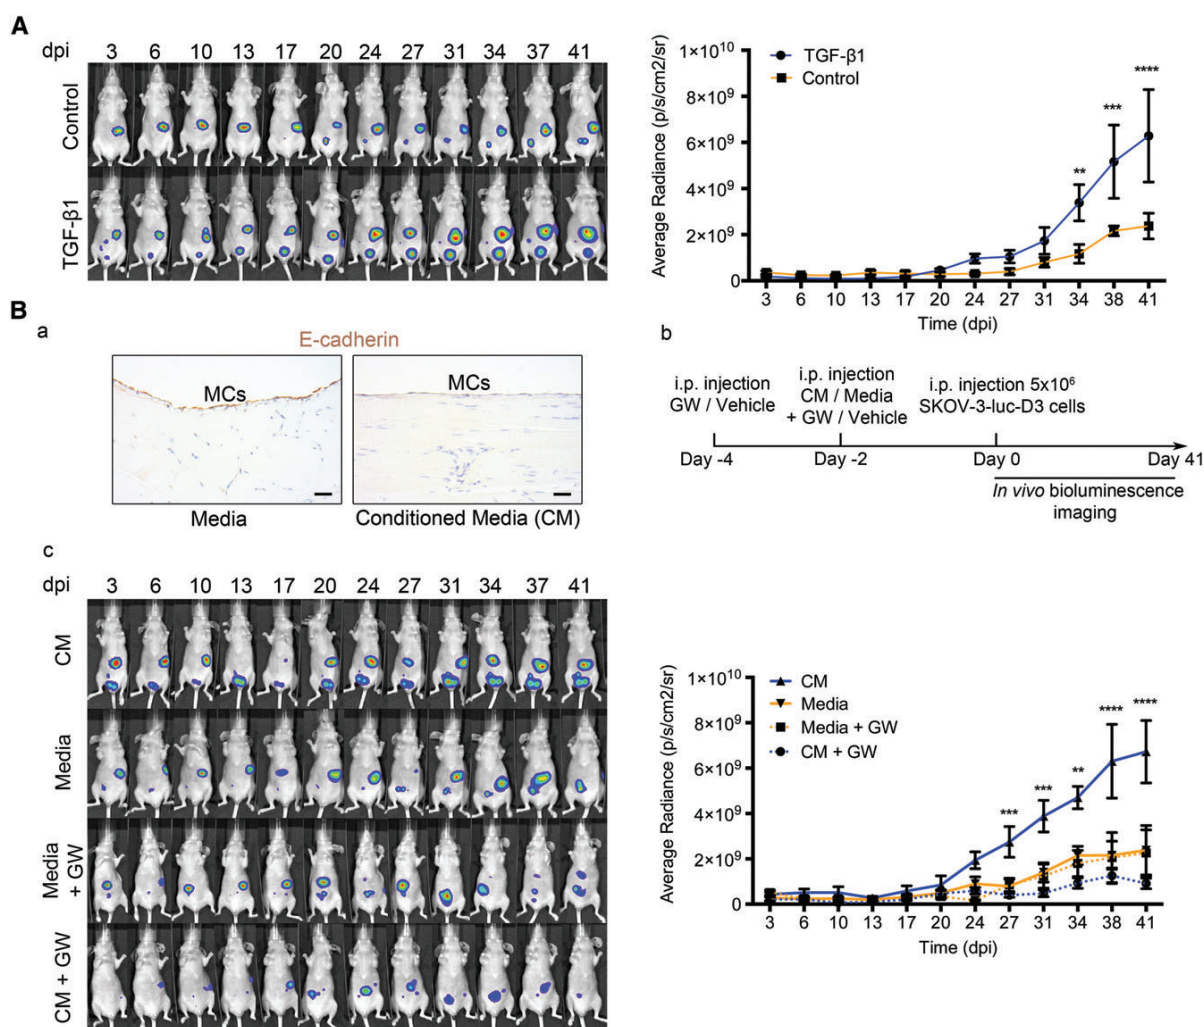 A
dpi
3 6 10 13 17 20 24 27 31 34 37 41
Control
TGF-β1
Average Radiance (p/s/cm2/sr)
1×10¹⁰
8×10⁹
6×10⁹
4×10⁹
2×10⁹
0
TGF-β1
Control
**
***
****
3 6 10 13 17 20 24 27 31 34 38 41
Time (dpi)
B
a
E-cadherin
MCs
MCs
Media
Conditioned Media (CM)
b
i.p. injection
GW / Vehicle
i.p. injection
CM / Media
+ GW / Vehicle
i.p. injection 5x10⁶
SKOV-3-luc-D3 cells
Day -4
Day -2
Day 0
Day 41
In vivo bioluminescence
imaging
c
dpi
3 6 10 13 17 20 24 27 31 34 37 41
CM
Media
Media
+ GW
CM + GW
Average Radiance (p/s/cm2/sr)
1×10¹⁰
8×10⁹
6×10⁹
4×10⁹
2×10⁹
0
CM
Media
Media + GW
CM + GW
***
***
**
****
****
3 6 10 13 17 20 24 27 31 34 38 41
Time (dpi)